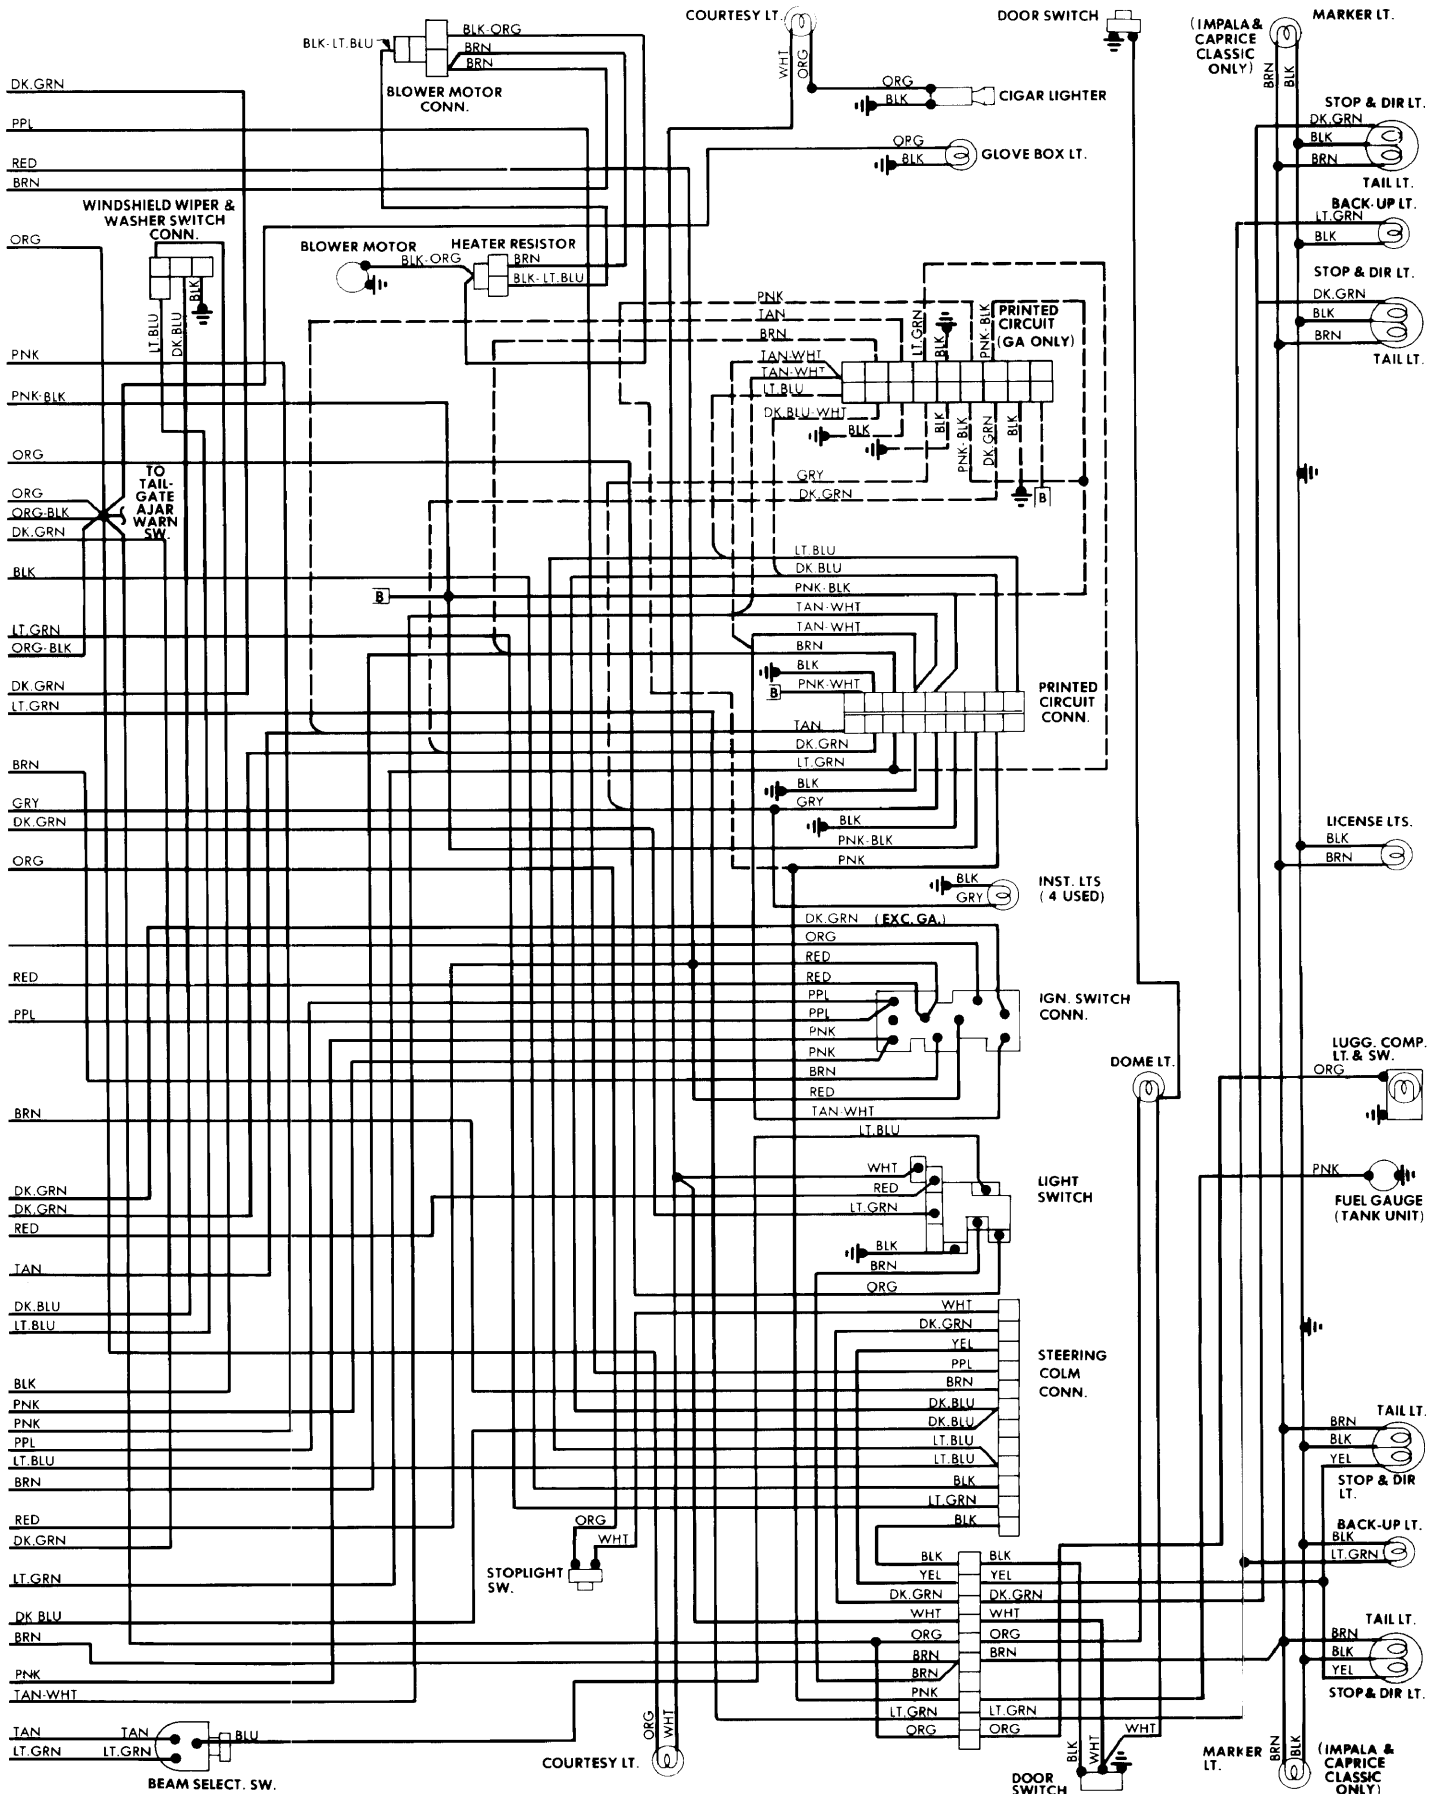 COURTESY LT.
DOOR SWITCH
(IMPALA &
CAPRICE
CLASSIC
ONLY)
MARKER LT.
BLK-ORG
BLK-LT.BLU
BRN
BRN
BLOWER MOTOR
CONN.
WHT
ORG
ORG
BLK
CIGAR LIGHTER
BRN
BLK
STOP & DIR LT.
DK.GRN
BLK
BRN
TAIL LT.
DK.GRN
PPL
RED
BRN
ORG
BLK
GLOVE BOX LT.
BACK-UP LT.
LT.GRN
BLK
WINDSHIELD WIPER &
WASHER SWITCH
CONN.
ORG
LT.BLU
DK.BLU
BLK
BLOWER MOTOR
BLK-ORG
HEATER RESISTOR
BRN
BLK-LT.BLU
STOP & DIR LT.
DK.GRN
BLK
BRN
TAIL LT.
PNK
TAN
BRN
TAN-WHT
TAN-WHT
LT.BLU
DK.BLU-WHT
BLK
LT.GRN
BLK
PNK-BLK
PRINTED
CIRCUIT
(GA ONLY)
BLK
PNK-BLK
DK.GRN
BLK
B
GRY
DK.GRN
PNK
PNK-BLK
ORG
ORG
ORG-BLK
DK.GRN
TO
TAIL-
GATE
AJAR
WARN
SW.
BLK
B
LT.GRN
ORG-BLK
DK.GRN
LT.GRN
LT.BLU
DK.BLU
PNK-BLK
TAN-WHT
TAN-WHT
BRN
BLK
B
PNK-WHT
PRINTED
CIRCUIT
CONN.
TAN
DK.GRN
LT.GRN
BLK
GRY
BLK
PNK-BLK
PNK
BRN
GRY
DK.GRN
ORG
LICENSE LTS.
BLK
BRN
BLK
GRY
INST. LTS
(4 USED)
DK.GRN (EXC. GA.)
ORG
RED
RED
PPL
PPL
PNK
PNK
BRN
RED
TAN-WHT
IGN. SWITCH
CONN.
RED
PPL
BRN
DOME LT.
LUGG. COMP.
LT. & SW.
ORG
LT.BLU
WHT
RED
LT.GRN
BLK
BRN
ORG
LIGHT
SWITCH
PNK
FUEL GAUGE
(TANK UNIT)
DK.GRN
DK.GRN
RED
TAN
DK.BLU
LT.BLU
BLK
PNK
PNK
PPL
LT.BLU
BRN
RED
DK.GRN
LT.GRN
DK BLU
BRN
PNK
TAN-WHT
WHT
DK.GRN
YEL
PPL
BRN
DK.BLU
DK.BLU
LT.BLU
LT.BLU
BLK
LT.GRN
BLK
STEERING
COLM
CONN.
BRN
BLK
YEL
TAIL LT.
STOP & DIR
LT.
ORG
WHT
STOPLIGHT
SW.
BACK-UP LT.
BLK
LT.GRN
BLK
YEL
DK.GRN
WHT
ORG
BRN
BRN
PNK
LT.GRN
ORG
BLK
YEL
DK.GRN
WHT
ORG
BRN
LT.GRN
ORG
TAIL LT.
BRN
BLK
YEL
STOP & DIR LT.
TAN
LT.GRN
TAN
LT.GRN
BLU
BEAM SELECT. SW.
ORG
WHT
COURTESY LT.
BLK
WHT
WHT
DOOR
SWITCH
MARKER
LT.
BRN
BLK
(IMPALA &
CAPRICE
CLASSIC
ONLY)